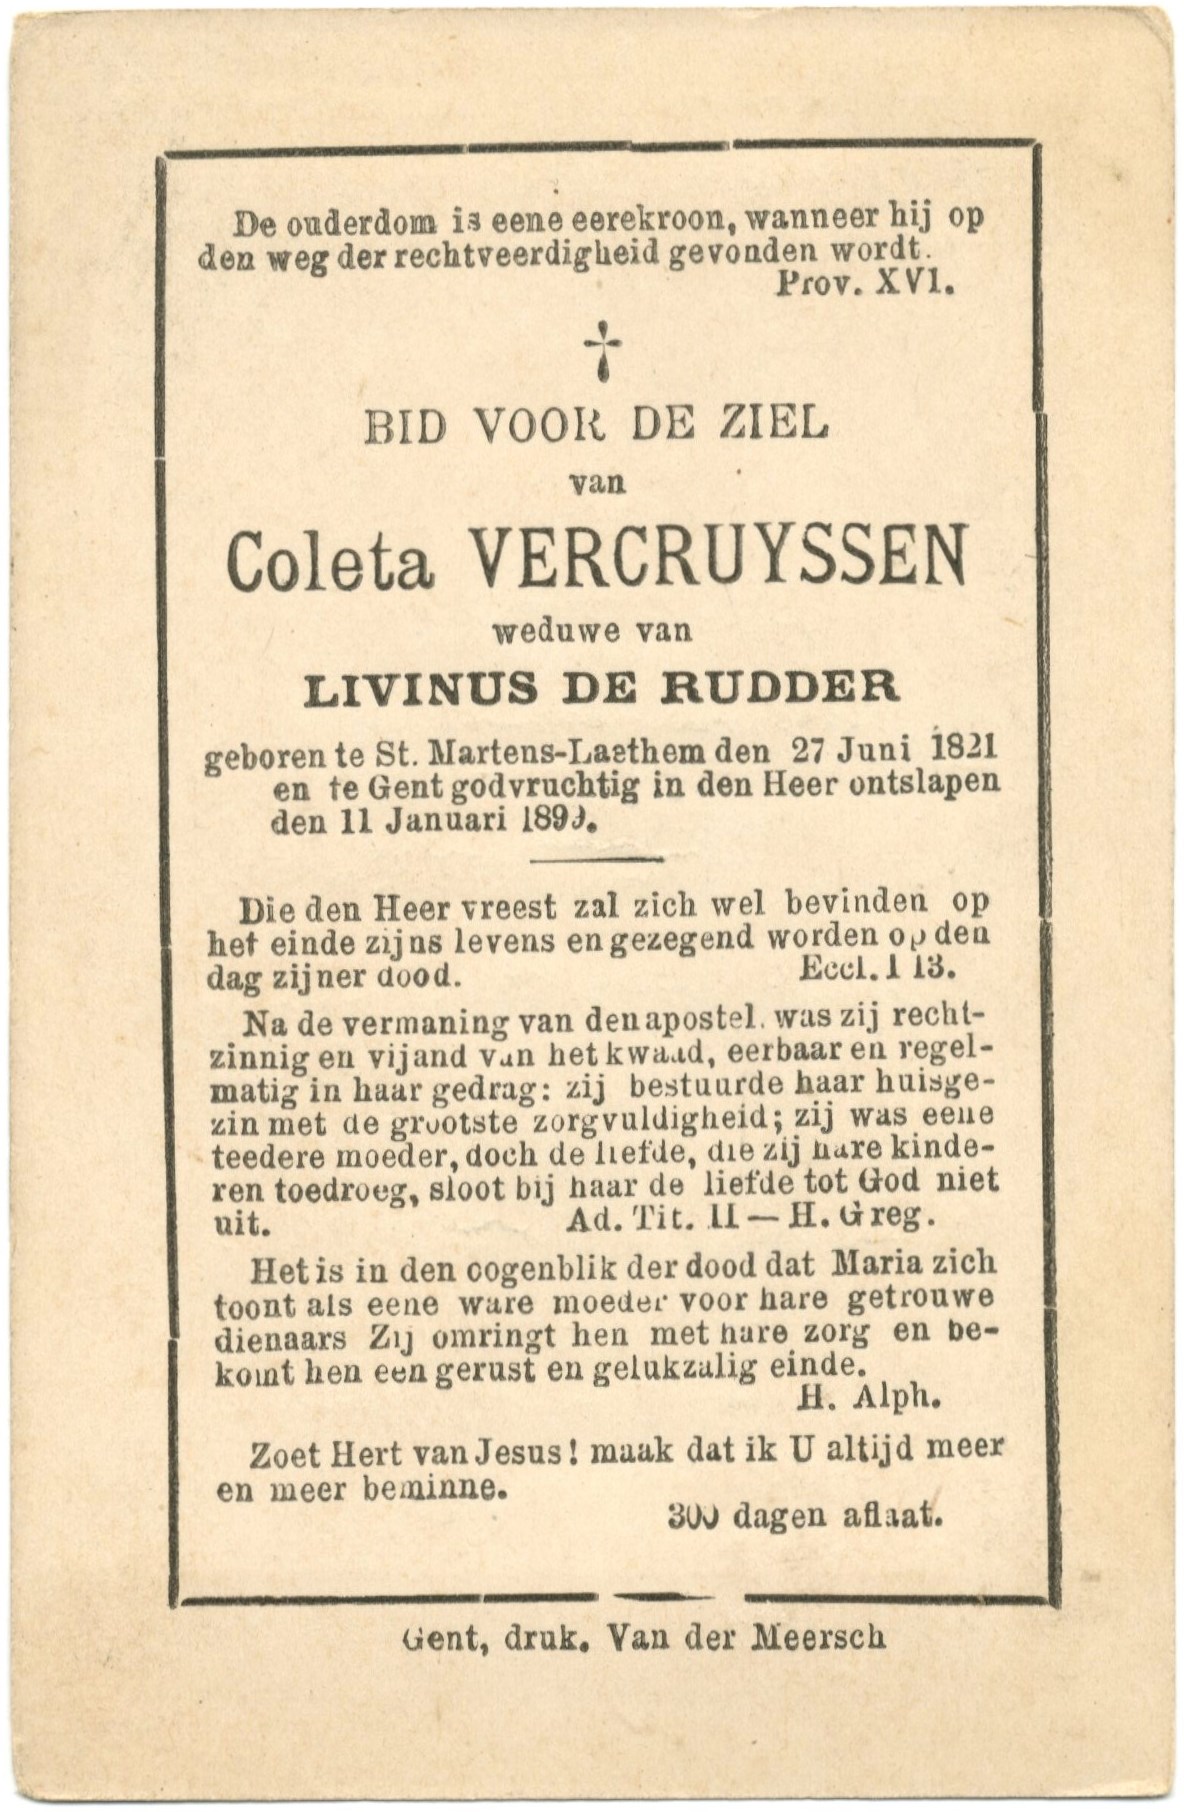 De ouderdom is eene eerekroon, wanneer hij op
den weg der rechtveerdigheid gevonden wordt.
Prov. XVI.
BID VOOR DE ZIEL
van
Coleta VERCRUYSSEN
weduwe van
LIVINUS DE RUDDER
geboren te St. Martens-Laethem den 27 Juni 1821
en te Gent godvruchtig in den Heer ontslapen
den 11 Januari 1899.
Die den Heer vreest zal zich wel bevinden op
het einde zijns levens en gezegend worden op den
dag zijner dood. Eccl. I 13.
Na de vermaning van den apostel. was zij recht-
zinnig en vijand van het kwaad, eerbaar en regel-
matig in haar gedrag: zij bestuurde haar huisge-
zin met de grootste zorgvuldigheid; zij was eene
teedere moeder, doch de liefde, die zij hare kinde-
ren toedroeg, sloot bij haar de liefde tot God niet
uit. Ad. Tit. II — H. Greg.
Het is in den oogenblik der dood dat Maria zich
toont als eene ware moeder voor hare getrouwe
dienaars Zij omringt hen met hare zorg en be-
komt hen een gerust en gelukzalig einde.
H. Alph.
Zoet Hert van Jesus! maak dat ik U altijd meer
en meer beminne.
300 dagen aflaat.
Gent, druk. Van der Meersch